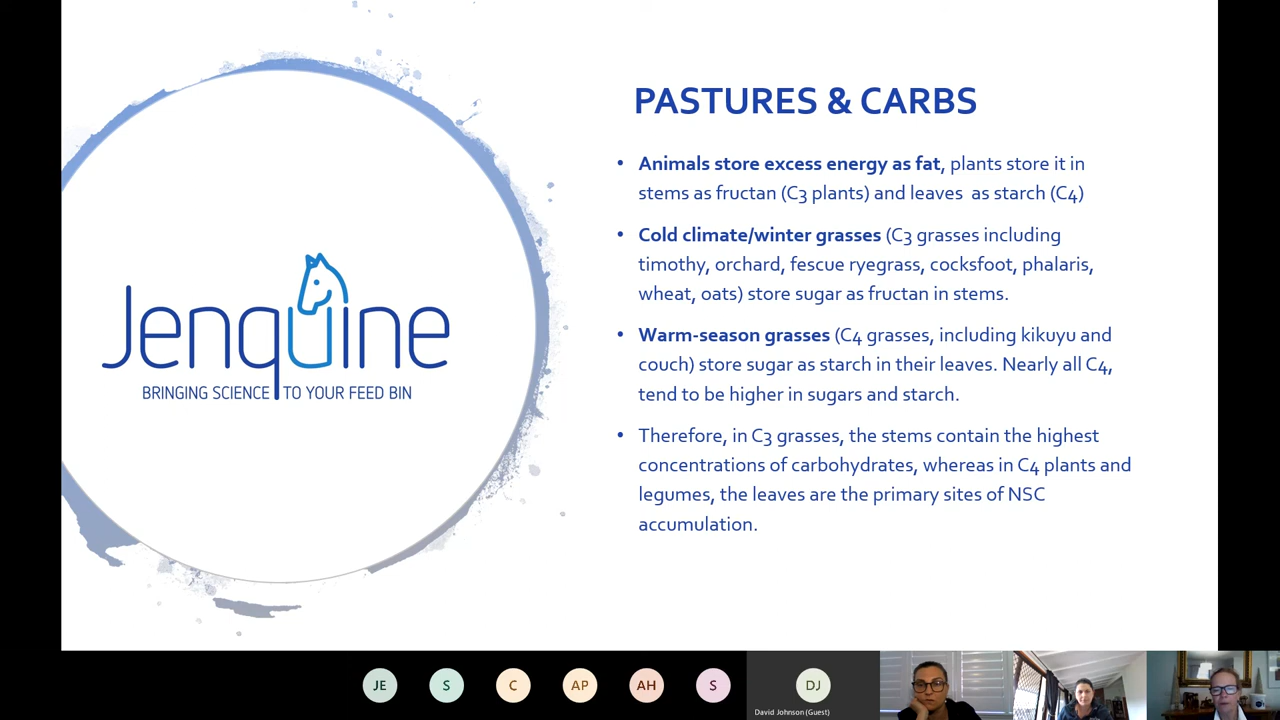 PASTURES & CARBS
• Animals store excess energy as fat, plants store it in
stems as fructan (C3 plants) and leaves as starch (C4)
• Cold climate/winter grasses (C3 grasses including
timothy, orchard, fescue ryegrass, cocksfoot, phalaris,
wheat, oats) store sugar as fructan in stems.
• Warm-season grasses (C4 grasses, including kikuyu and
couch) store sugar as starch in their leaves. Nearly all C4,
tend to be higher in sugars and starch.
• Therefore, in C3 grasses, the stems contain the highest
concentrations of carbohydrates, whereas in C4 plants and
legumes, the leaves are the primary sites of NSC
accumulation.
Jenquine
BRINGING SCIENCE TO YOUR FEED BIN
JE S C AP AH S DJ
David Johnson (Guest)